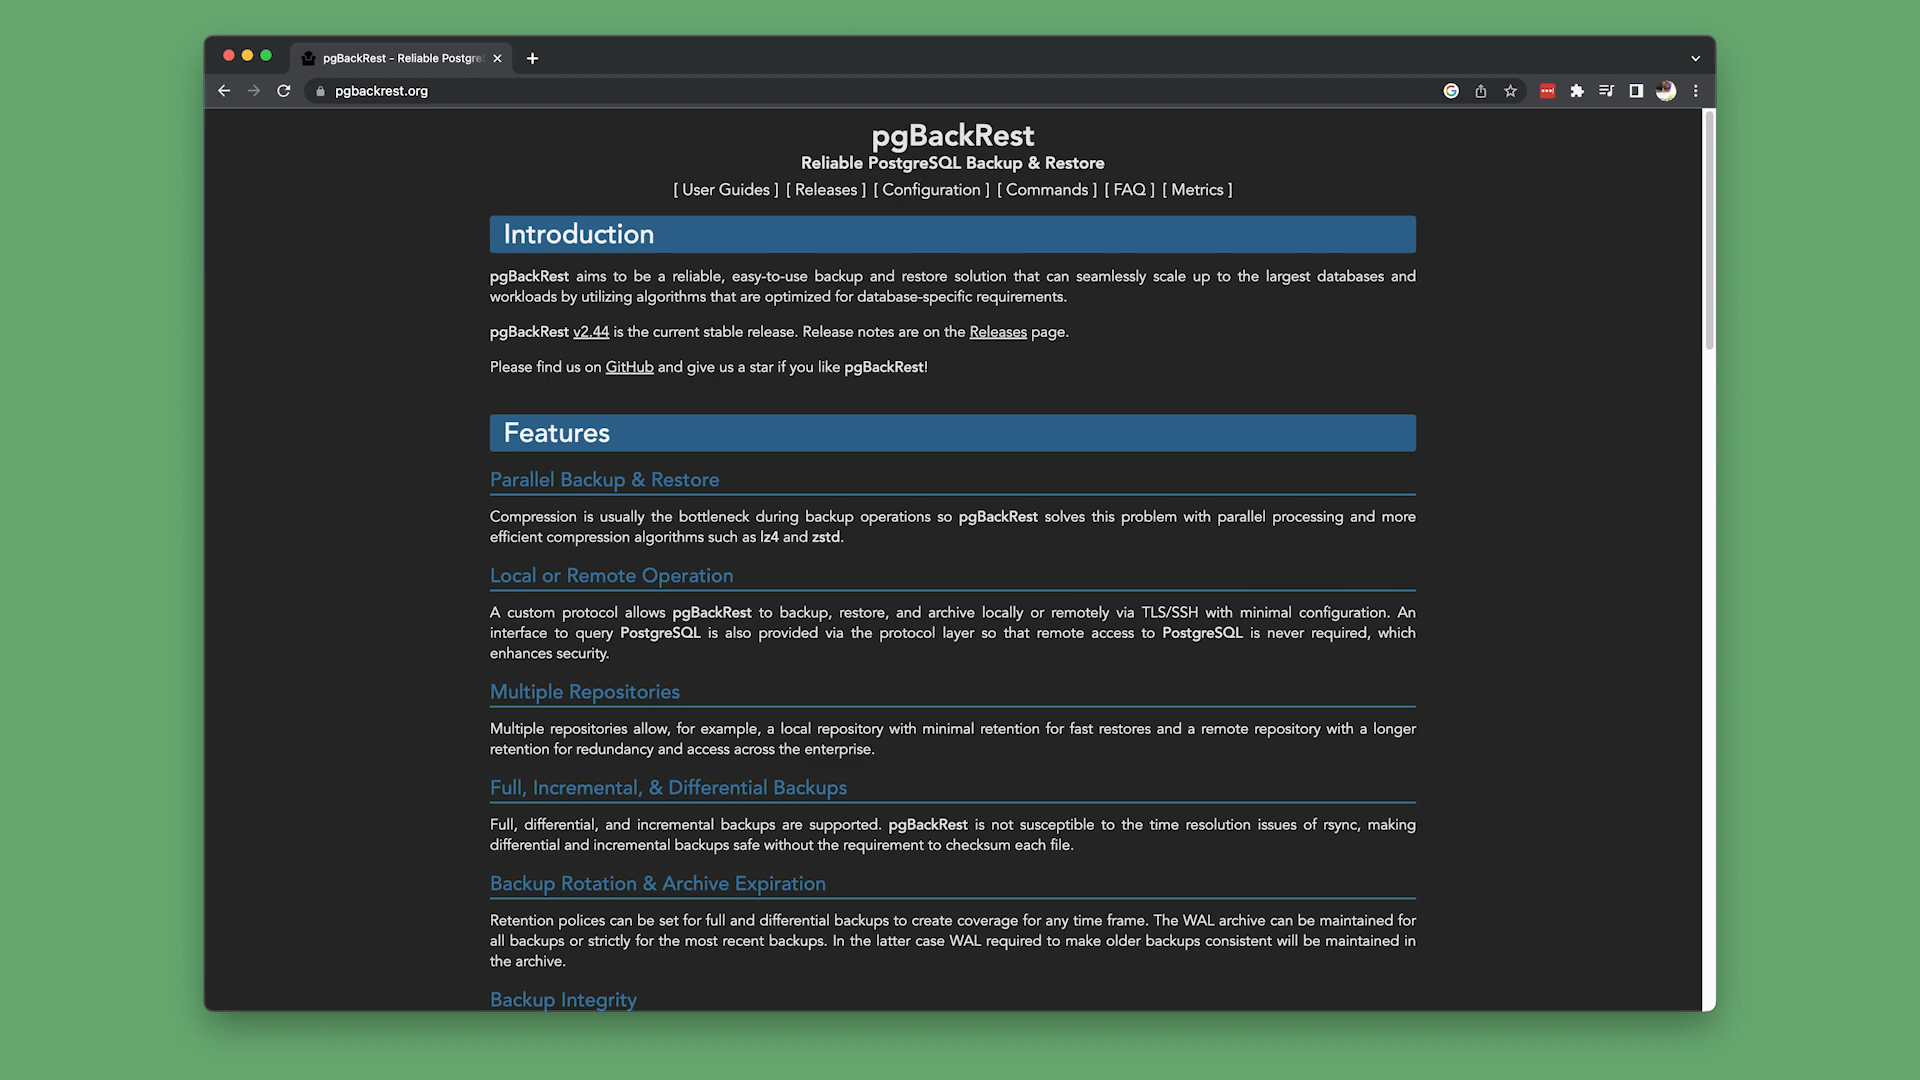 pgBackRest - Reliable Postgre
pgbackrest.org
pgBackRest
Reliable PostgreSQL Backup & Restore
[ User Guides ] [ Releases ] [ Configuration ] [ Commands ] [ FAQ ] [ Metrics ]
Introduction
pgBackRest aims to be a reliable, easy-to-use backup and restore solution that can seamlessly scale up to the largest databases and
workloads by utilizing algorithms that are optimized for database-specific requirements.
pgBackRest v2.44 is the current stable release. Release notes are on the Releases page.
Please find us on GitHub and give us a star if you like pgBackRest!
Features
Parallel Backup & Restore
Compression is usually the bottleneck during backup operations so pgBackRest solves this problem with parallel processing and more
efficient compression algorithms such as lz4 and zstd.
Local or Remote Operation
A custom protocol allows pgBackRest to backup, restore, and archive locally or remotely via TLS/SSH with minimal configuration. An
interface to query PostgreSQL is also provided via the protocol layer so that remote access to PostgreSQL is never required, which
enhances security.
Multiple Repositories
Multiple repositories allow, for example, a local repository with minimal retention for fast restores and a remote repository with a longer
retention for redundancy and access across the enterprise.
Full, Incremental, & Differential Backups
Full, differential, and incremental backups are supported. pgBackRest is not susceptible to the time resolution issues of rsync, making
differential and incremental backups safe without the requirement to checksum each file.
Backup Rotation & Archive Expiration
Retention polices can be set for full and differential backups to create coverage for any time frame. The WAL archive can be maintained for
all backups or strictly for the most recent backups. In the latter case WAL required to make older backups consistent will be maintained in
the archive.
Backup Integrity